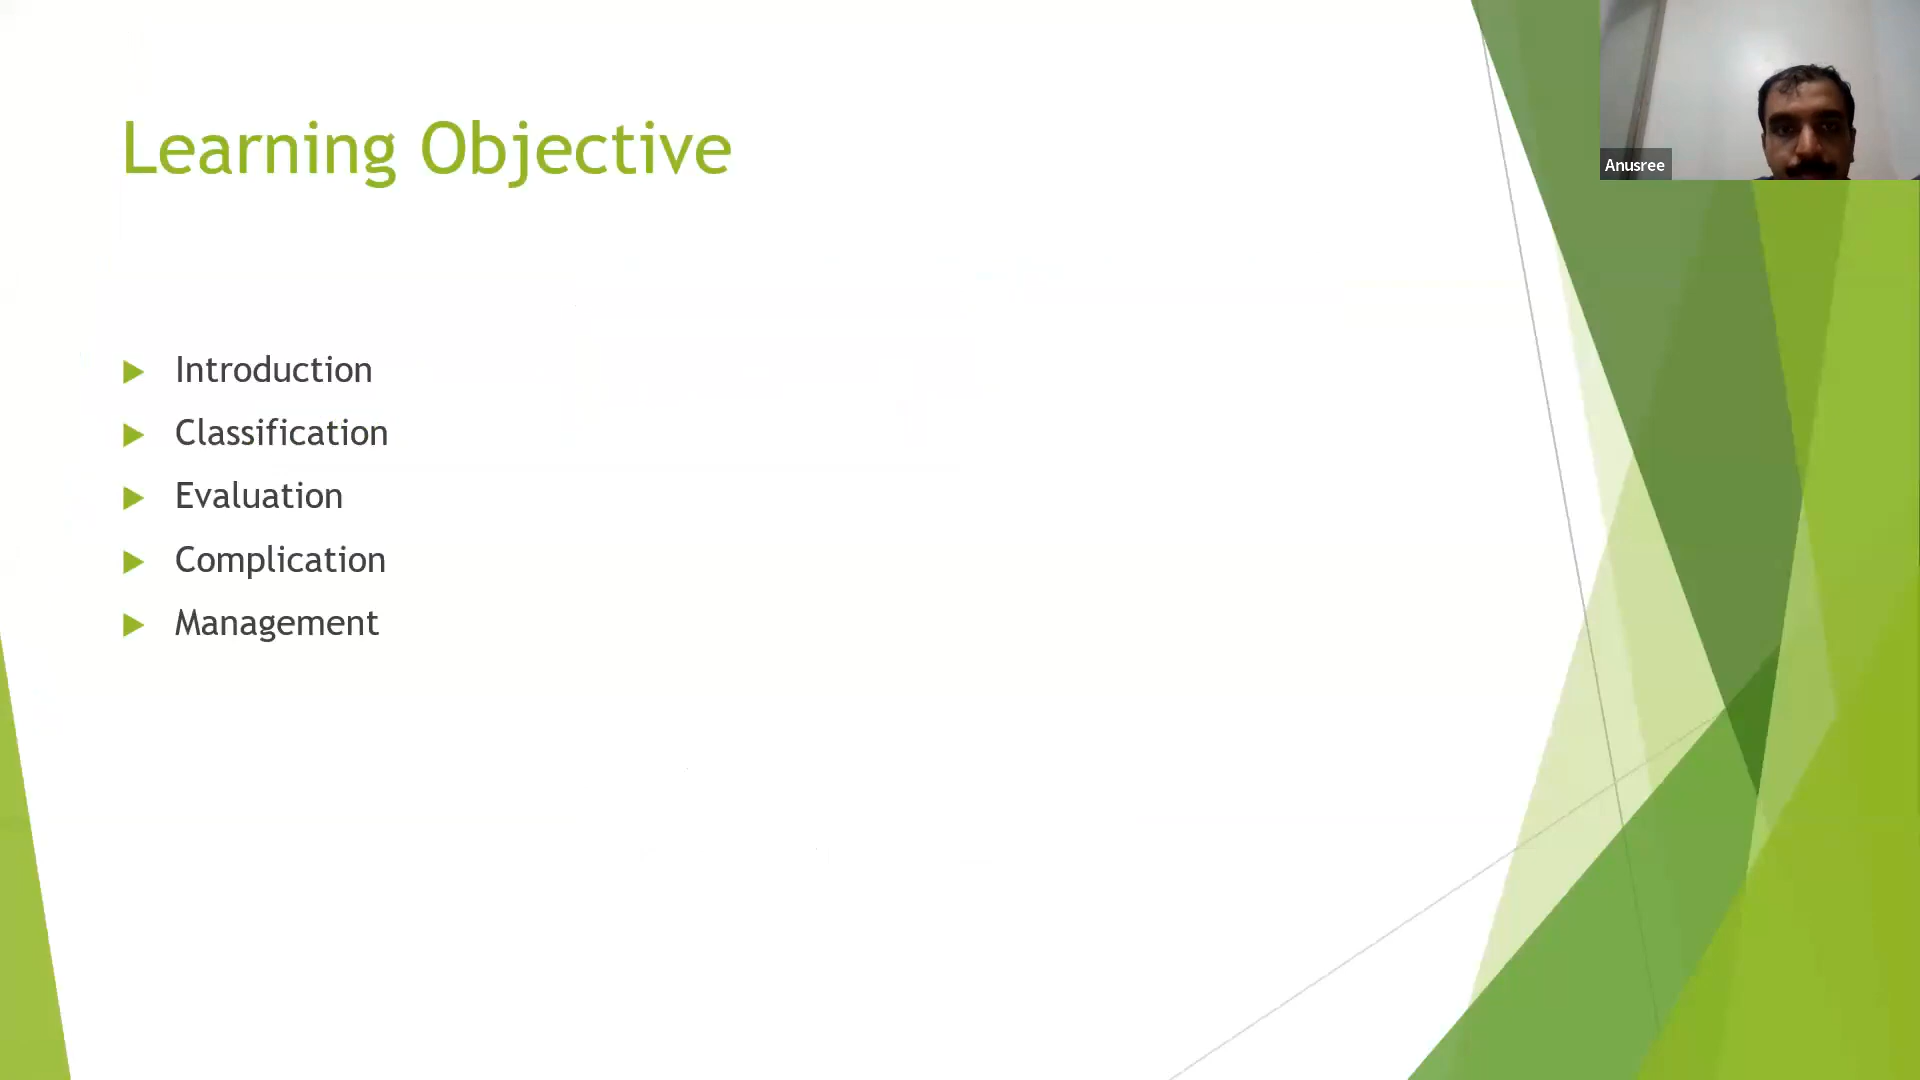 Learning Objective
Anusree
Introduction
Classification
Evaluation
Complication
Management